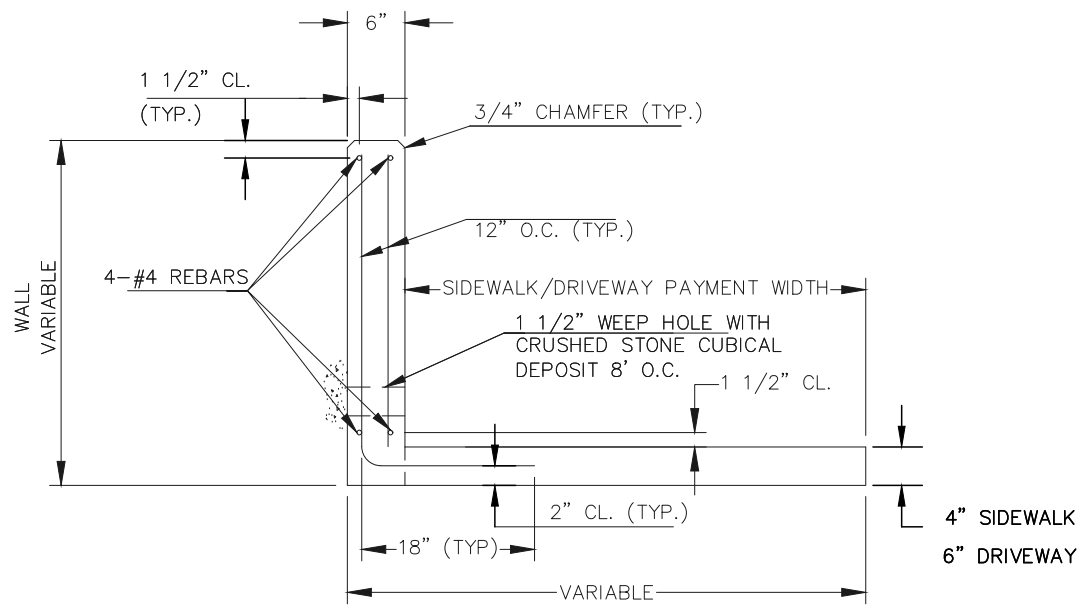 6"
1 1/2" CL.
(TYP.)
3/4" CHAMFER (TYP.)
12" O.C. (TYP.)
4-#4 REBARS
WALL
VARIABLE
SIDEWALK/DRIVEWAY PAYMENT WIDTH
1 1/2" WEEP HOLE WITH
CRUSHED STONE CUBICAL
DEPOSIT 8' O.C.
1 1/2" CL.
2" CL. (TYP.)
18" (TYP)
4" SIDEWALK
6" DRIVEWAY
VARIABLE